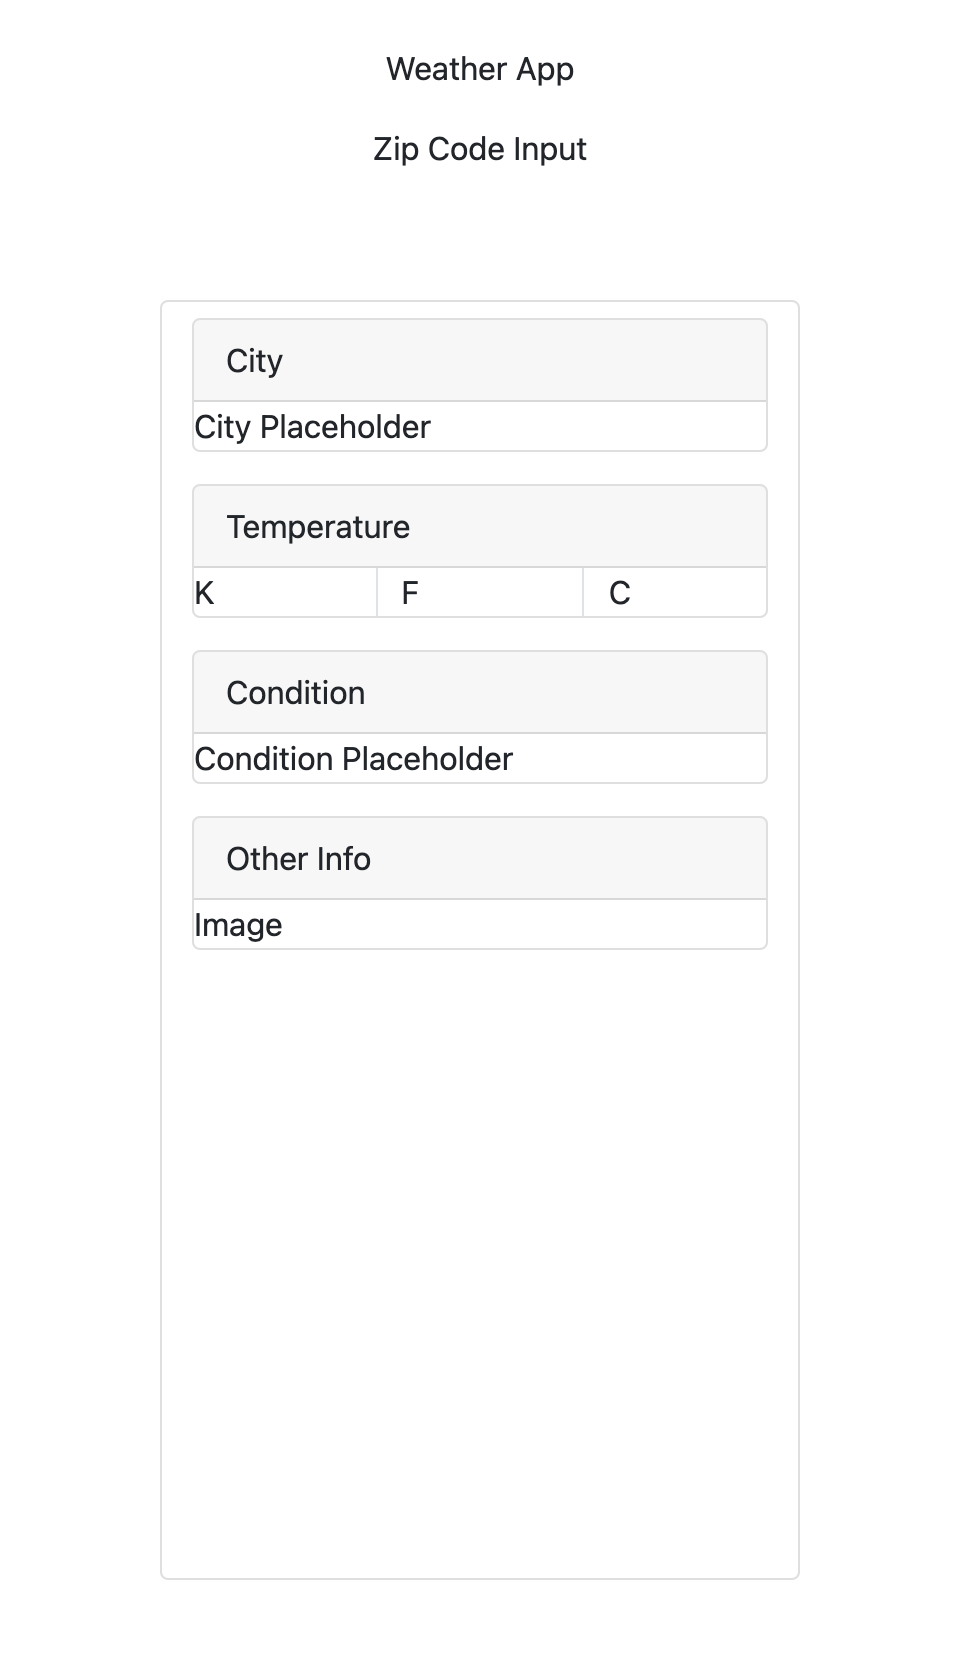 Weather App
Zip Code Input
City
City Placeholder
Temperature
K F C
Condition
Condition Placeholder
Other Info
Image